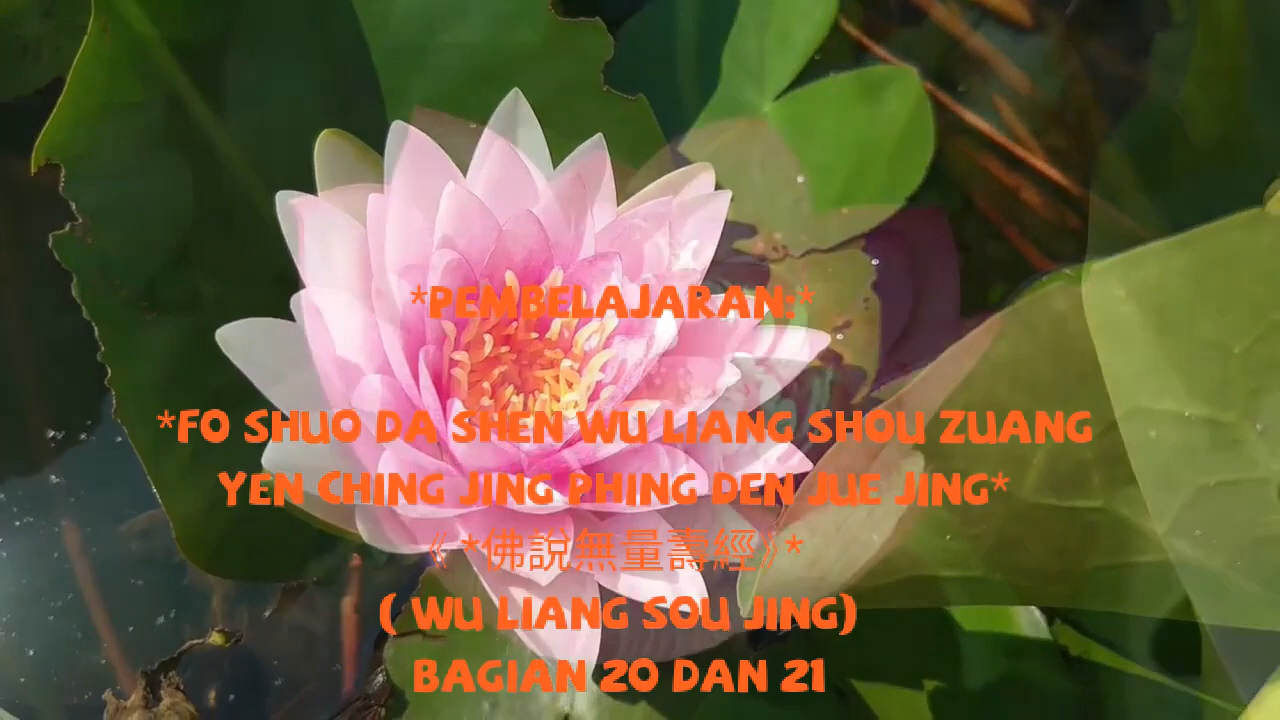 *PEMBELAJARAN:*
*FO SHUO DA SHEN WU LIANG SHOU ZUANG
YEN CHING JING PHING DEN JUE JING*
《 *佛說無量壽經》*
( WU LIANG SOU JING)
BAGIAN 20 DAN 21